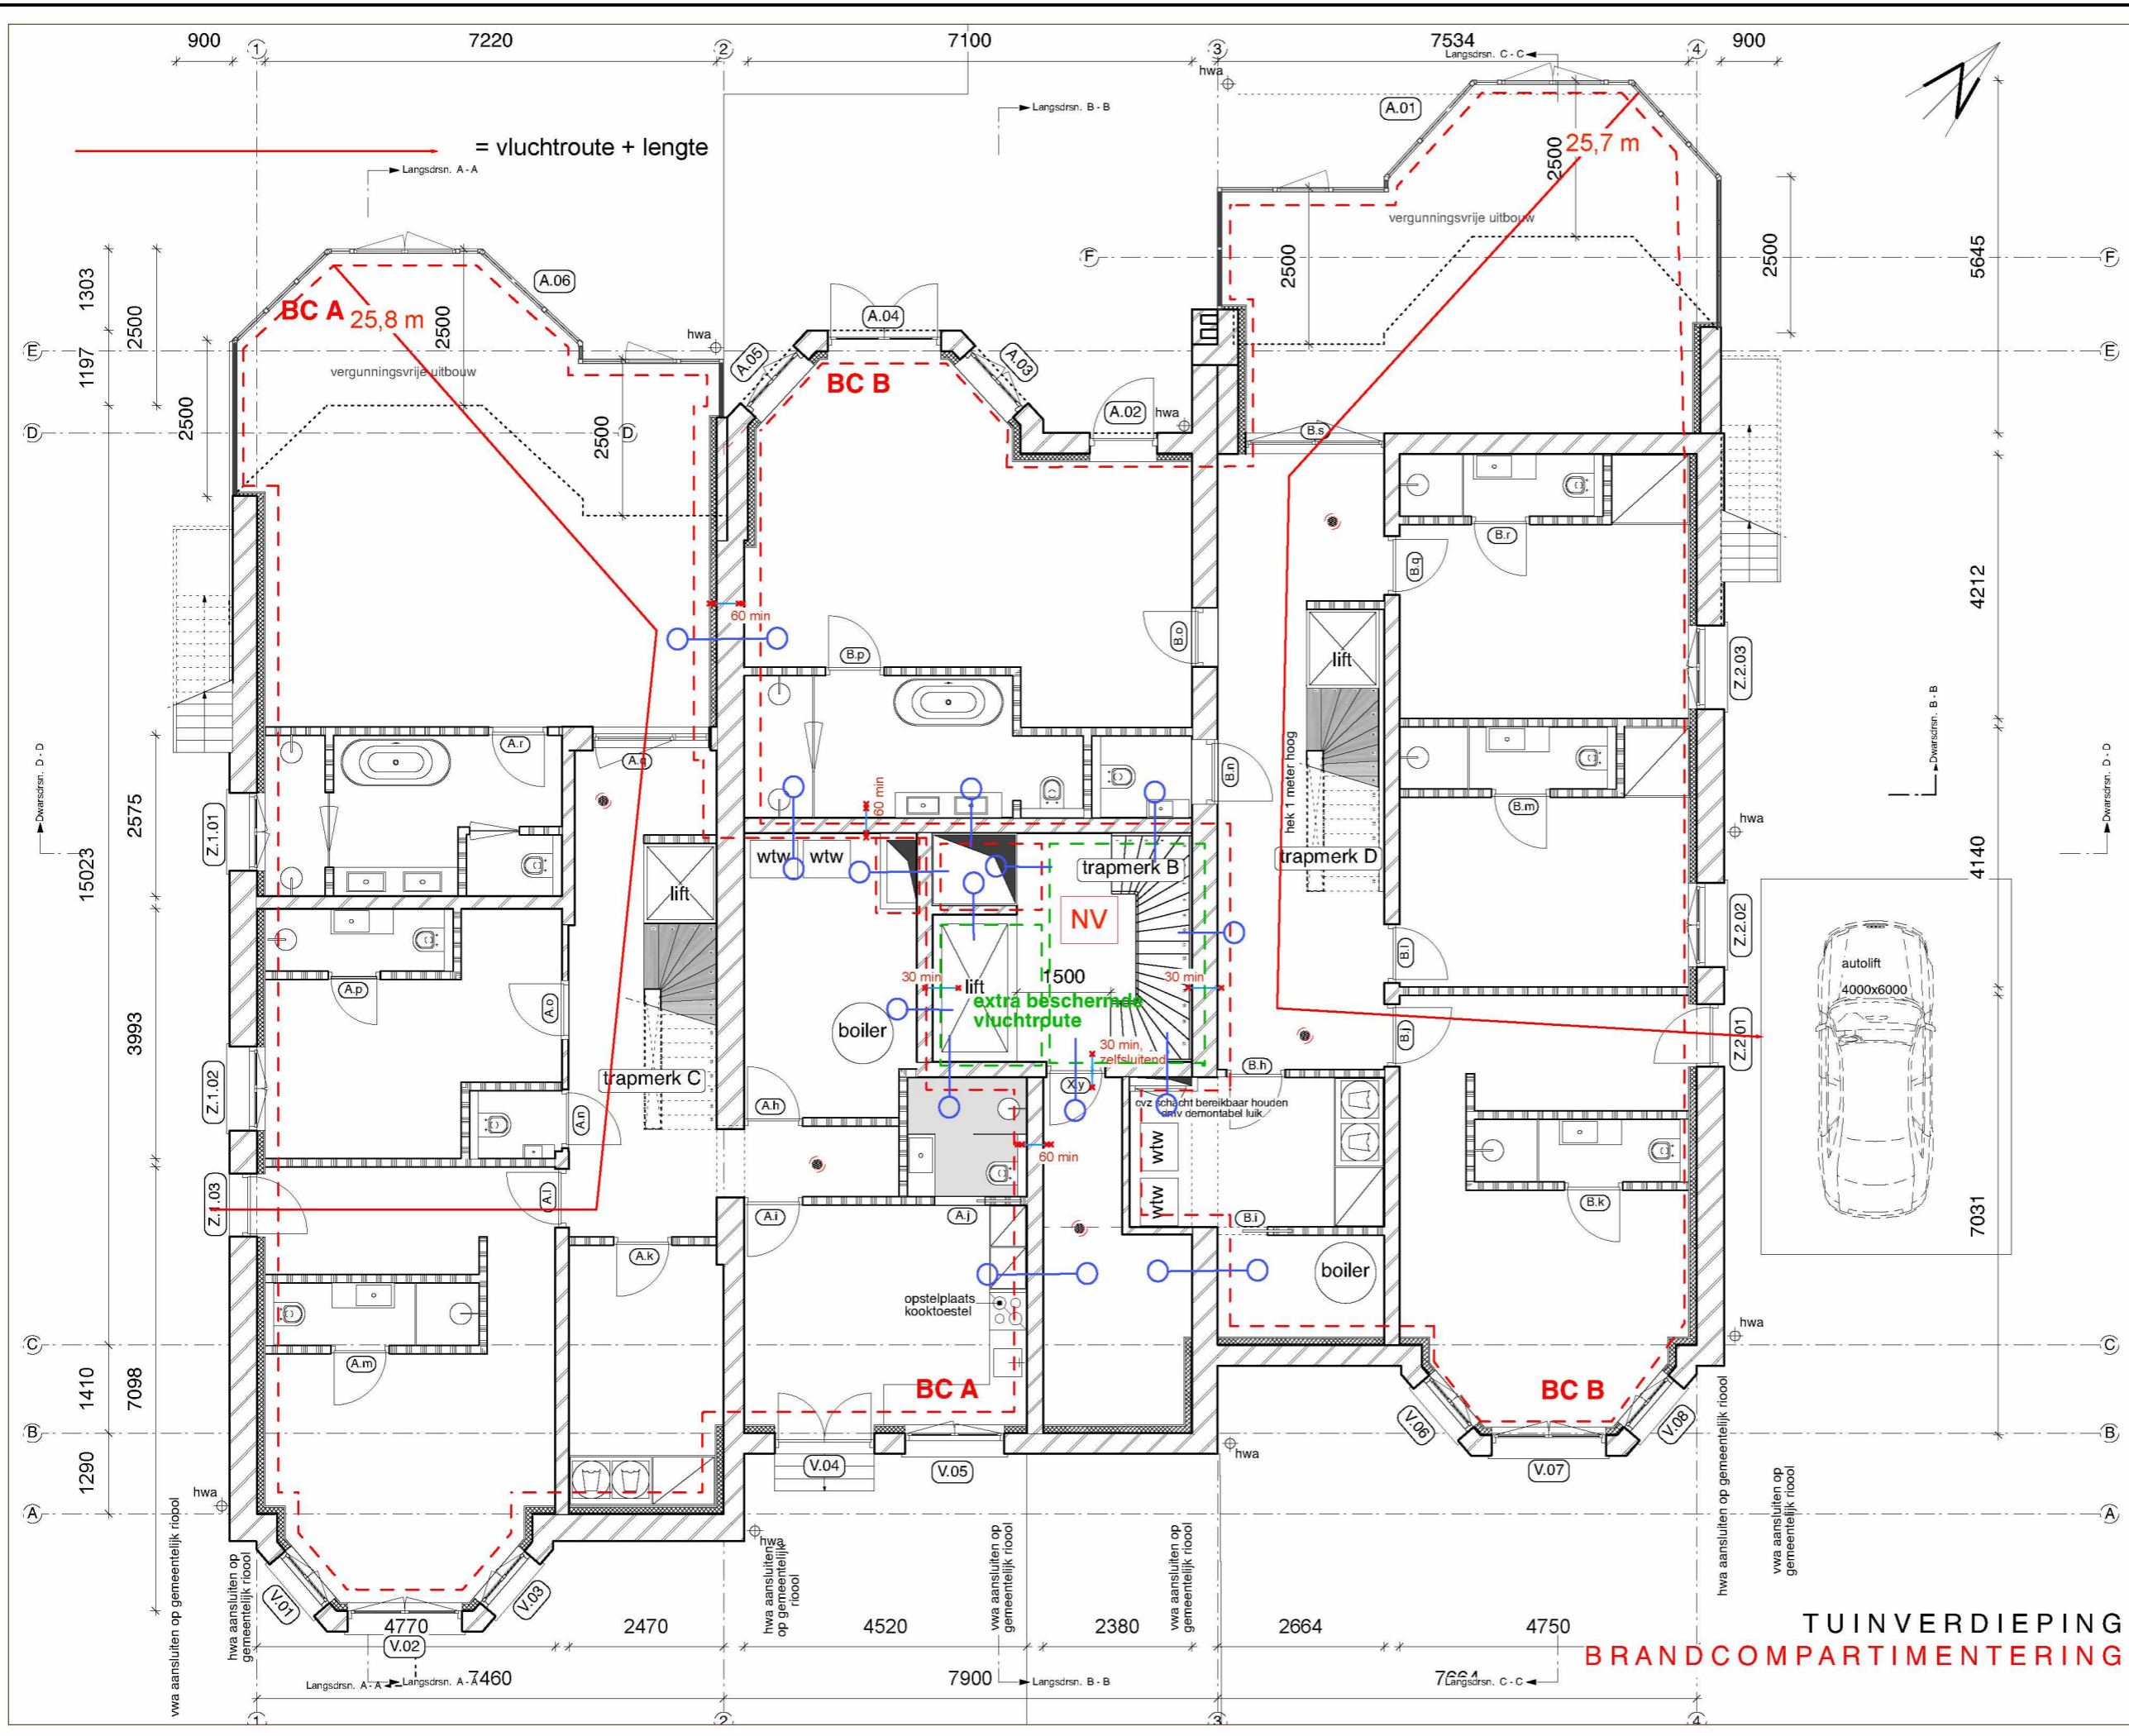 900
7220
7100
7534
900
1
2
3
4
Langsdrsn. C - C
hwa
Langsdrsn. B - B
A.01
= vluchtroute + lengte
25,7 m
2500
Langsdrsn. A - A
vergunningsvrije uitbouw
2500
2500
5645
F
F
1303
2500
A.06
BC A
25,8 m
2500
A.04
hwa
E
E
1197
vergunningsvrije uitbouw
A.05
A.03
BC B
2500
A.02
hwa
D
D
2500
B.s
B.r
B.q
4212
60 min
B.o
B.p
lift
Z.2.03
Dwarsdrsn. B - B
Dwarsdrsn. D - D
Dwarsdrsn. D - D
A.r
A.q
B.n
hek 1 meter hoog
B.m
60 min
2575
Z.1.01
hwa
15023
wtw
wtw
trapmerk B
trapmerk D
4140
lift
NV
Z.2.02
B.l
autolift
4000x6000
A.p
A.o
30 min
lift
1500
30 min
extra beschermde
vluchtroute
3993
boiler
B.j
Z.2.01
30 min,
zelfsluitend
Z.1.02
trapmerk C
X.y
B.h
A.h
A.n
cvz schacht bereikbaar houden
dmv demontabel luik.
wtw
60 min
Z.1.03
A.l
wtw
A.i
A.j
B.i
B.k
7031
A.k
boiler
opstelplaats
kooktoestel
hwa
C
C
A.m
1410
7098
BC A
BC B
V.06
V.08
B
B
hwa
V.04
V.05
V.07
1290
hwa
A
A
hwa
vwa aansluiten op gemeentelijk riool
hwa aansluiten op
gemeentelijk riool
hwa aansluiten
op gemeentelijk
riool
vwa aansluiten op
gemeentelijk riool
vwa aansluiten op
gemeentelijk riool
hwa aansluiten op gemeentelijk riool
vwa aansluiten op
gemeentelijk riool
V.01
V.03
4770
V.02
2470
4520
2380
2664
4750
TUINVERDIEPING
BRANDCOMPARTIMENTERING
Langsdrsn. A - A
Langsdrsn. A - A
7460
7900
Langsdrsn. B - B
Langsdrsn. C - C
1
2
3
4